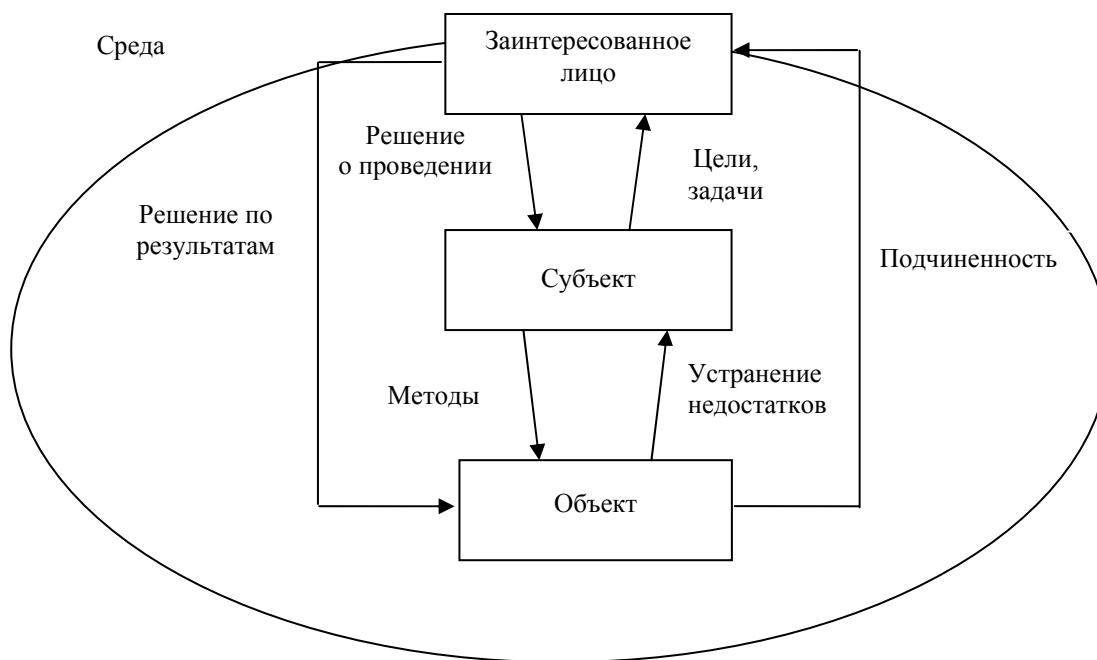 Среда
Заинтересованное
лицо
Решение
о проведении
Цели,
задачи
Решение по
результатам
Субъект
Подчиненность
Методы
Устранение
недостатков
Объект